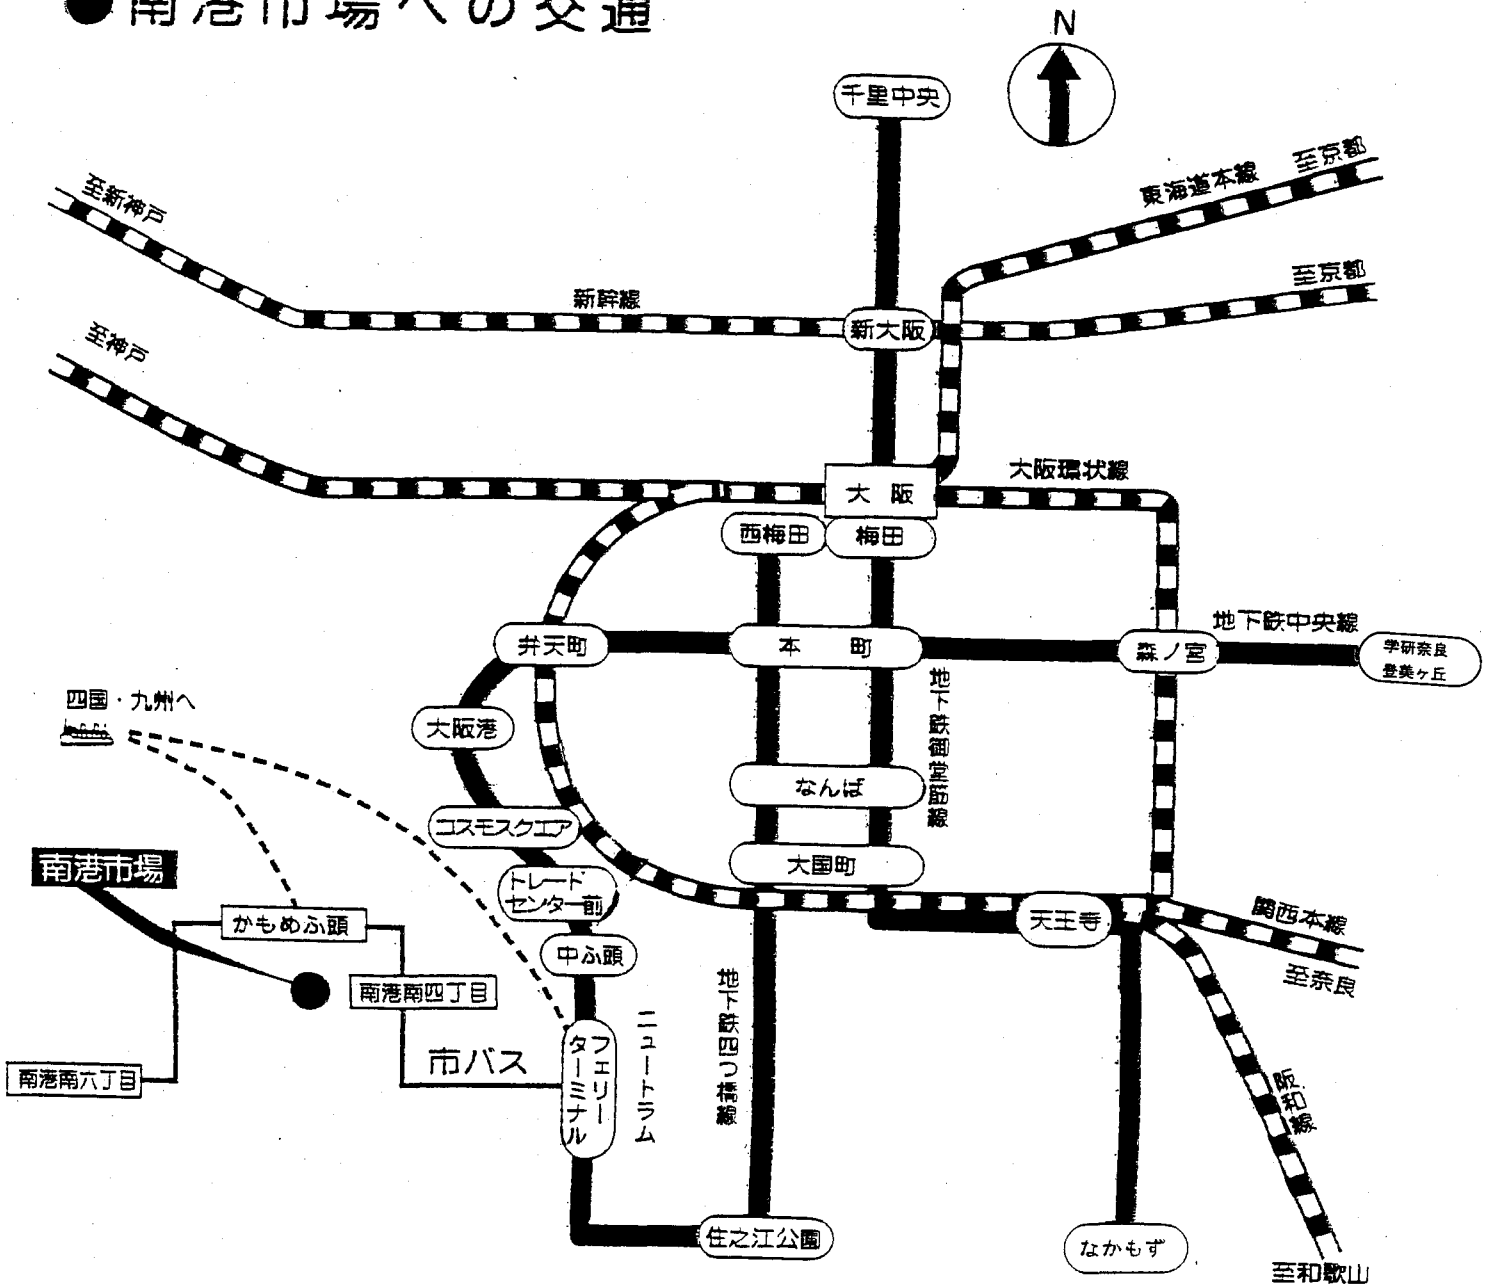 ●南港市場への交通
N
千里中央
至新神戸
新幹線
新大阪
東海道本線
至京都
至京都
至神戸
大阪
大阪環状線
西梅田
梅田
弁天町
本町
森ノ宮
地下鉄中央線
学研奈良
登美ヶ丘
四国・九州へ
大阪港
地下鉄御堂筋線
なんば
コスモスクエア
南港市場
大国町
トレード
センター前
かもめふ頭
天王寺
関西本線
至奈良
中ふ頭
南港南四丁目
地下鉄四つ橋線
ニュートラム
市バス
フェリー
ターミナル
南港南六丁目
阪和線
住之江公園
なかもず
至和歌山